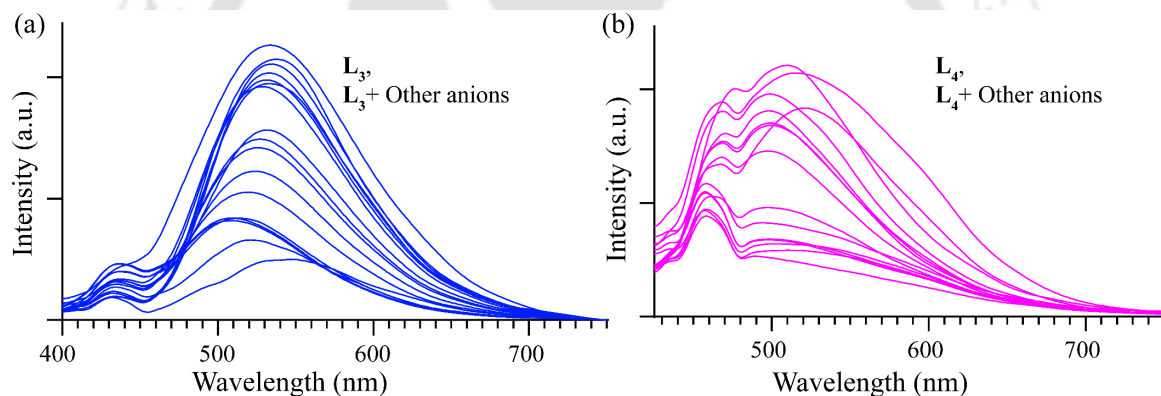 (a)
L3,
L3+ Other anions
Intensity (a.u.)
400
500
600
700
Wavelength (nm)
(b)
L4,
L4+ Other anions
Intensity (a.u.)
500
600
700
Wavelength (nm)